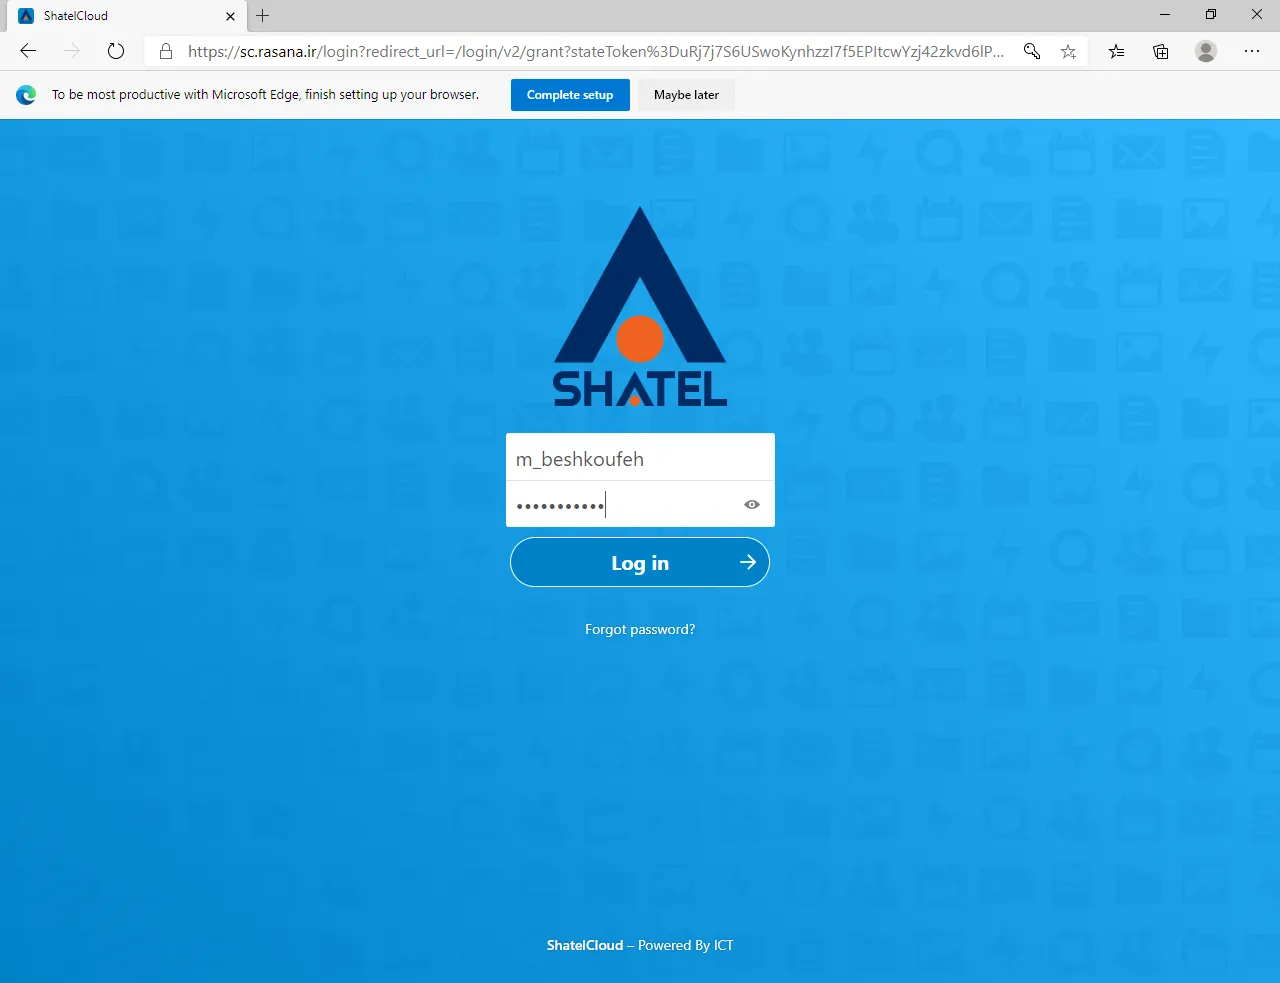 ShatelCloud
https://sc.rasana.ir/login?redirect_url=/login/v2/grant?stateToken%3DuRj7j7S6USwoKynhzzI7f5EPItcwYzj42zkvd6lP...
To be most productive with Microsoft Edge, finish setting up your browser.
Complete setup
Maybe later
SHATEL
m_beshkoufeh
•••••••••••
Log in
Forgot password?
ShatelCloud – Powered By ICT